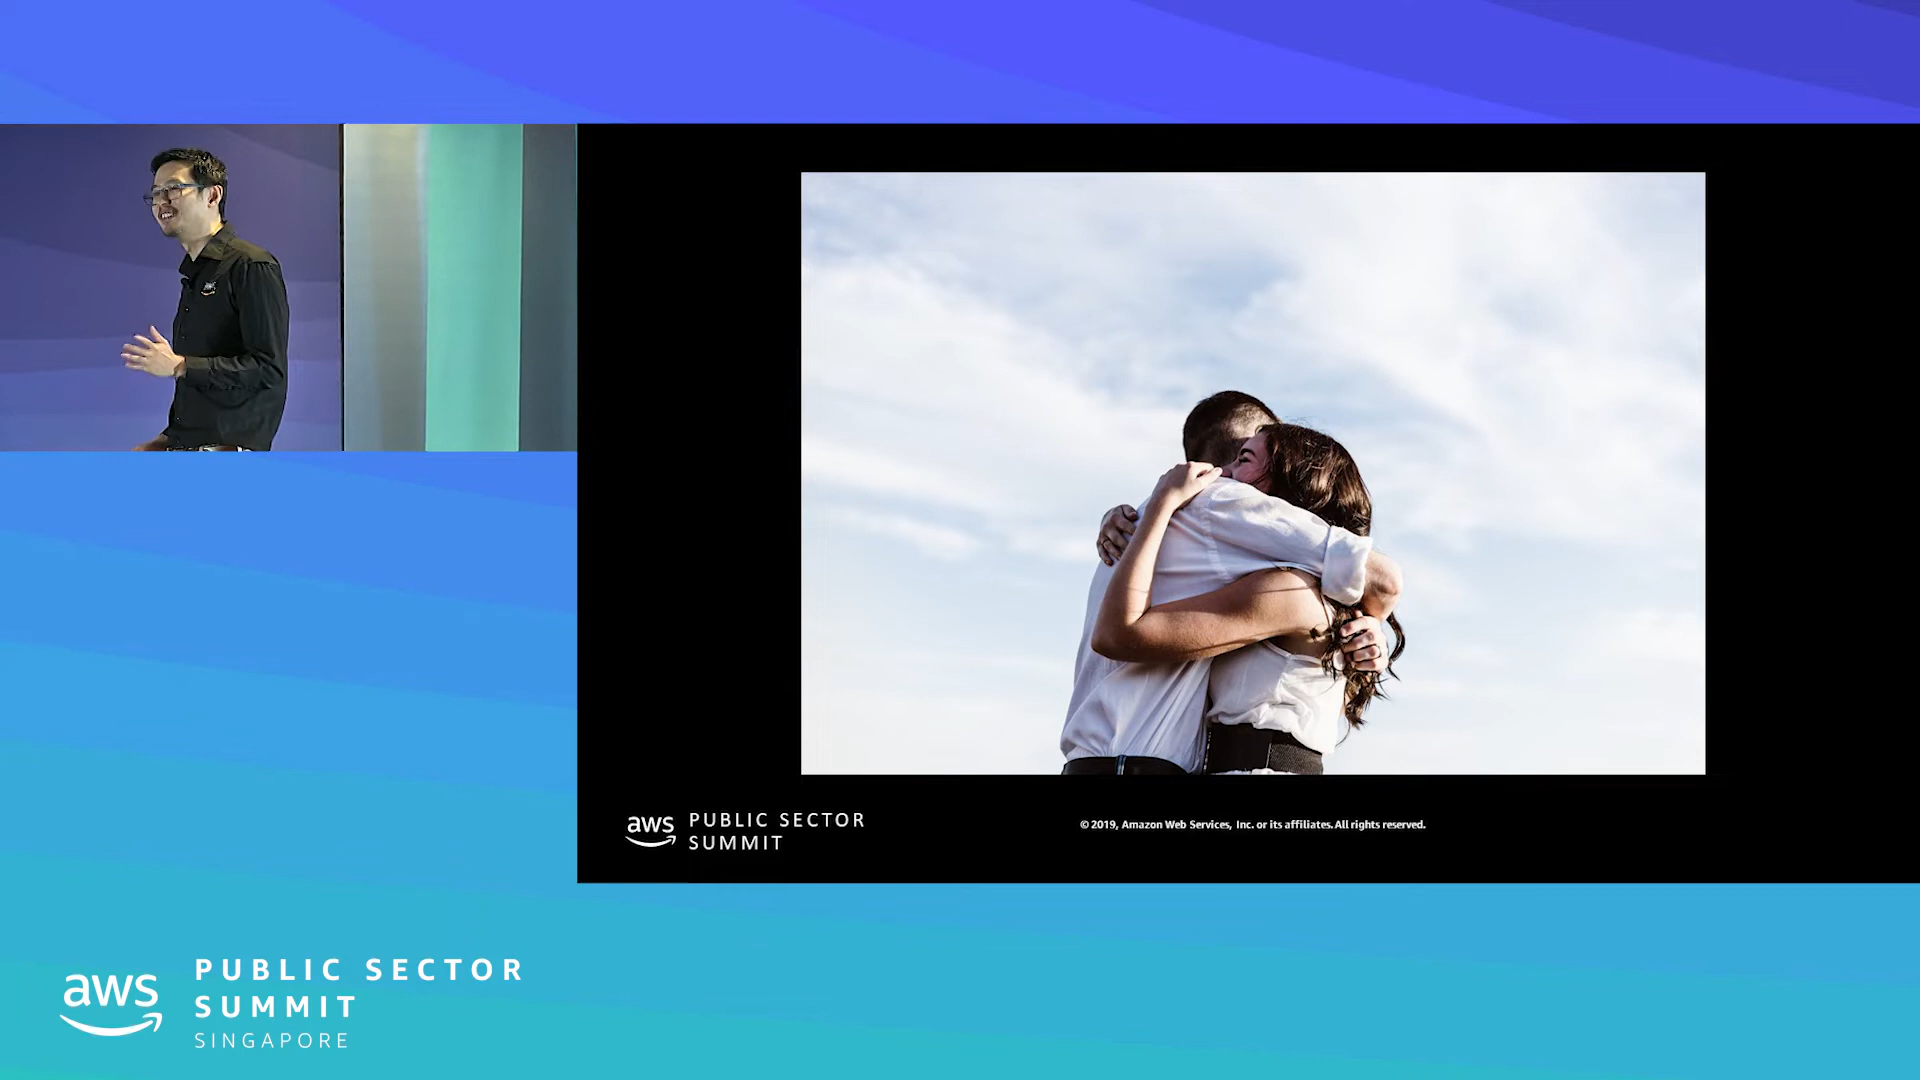 aws
PUBLIC SECTOR
SUMMIT
© 2019, Amazon Web Services, Inc. or its affiliates. All rights reserved.
aws
PUBLIC SECTOR
SUMMIT
SINGAPORE